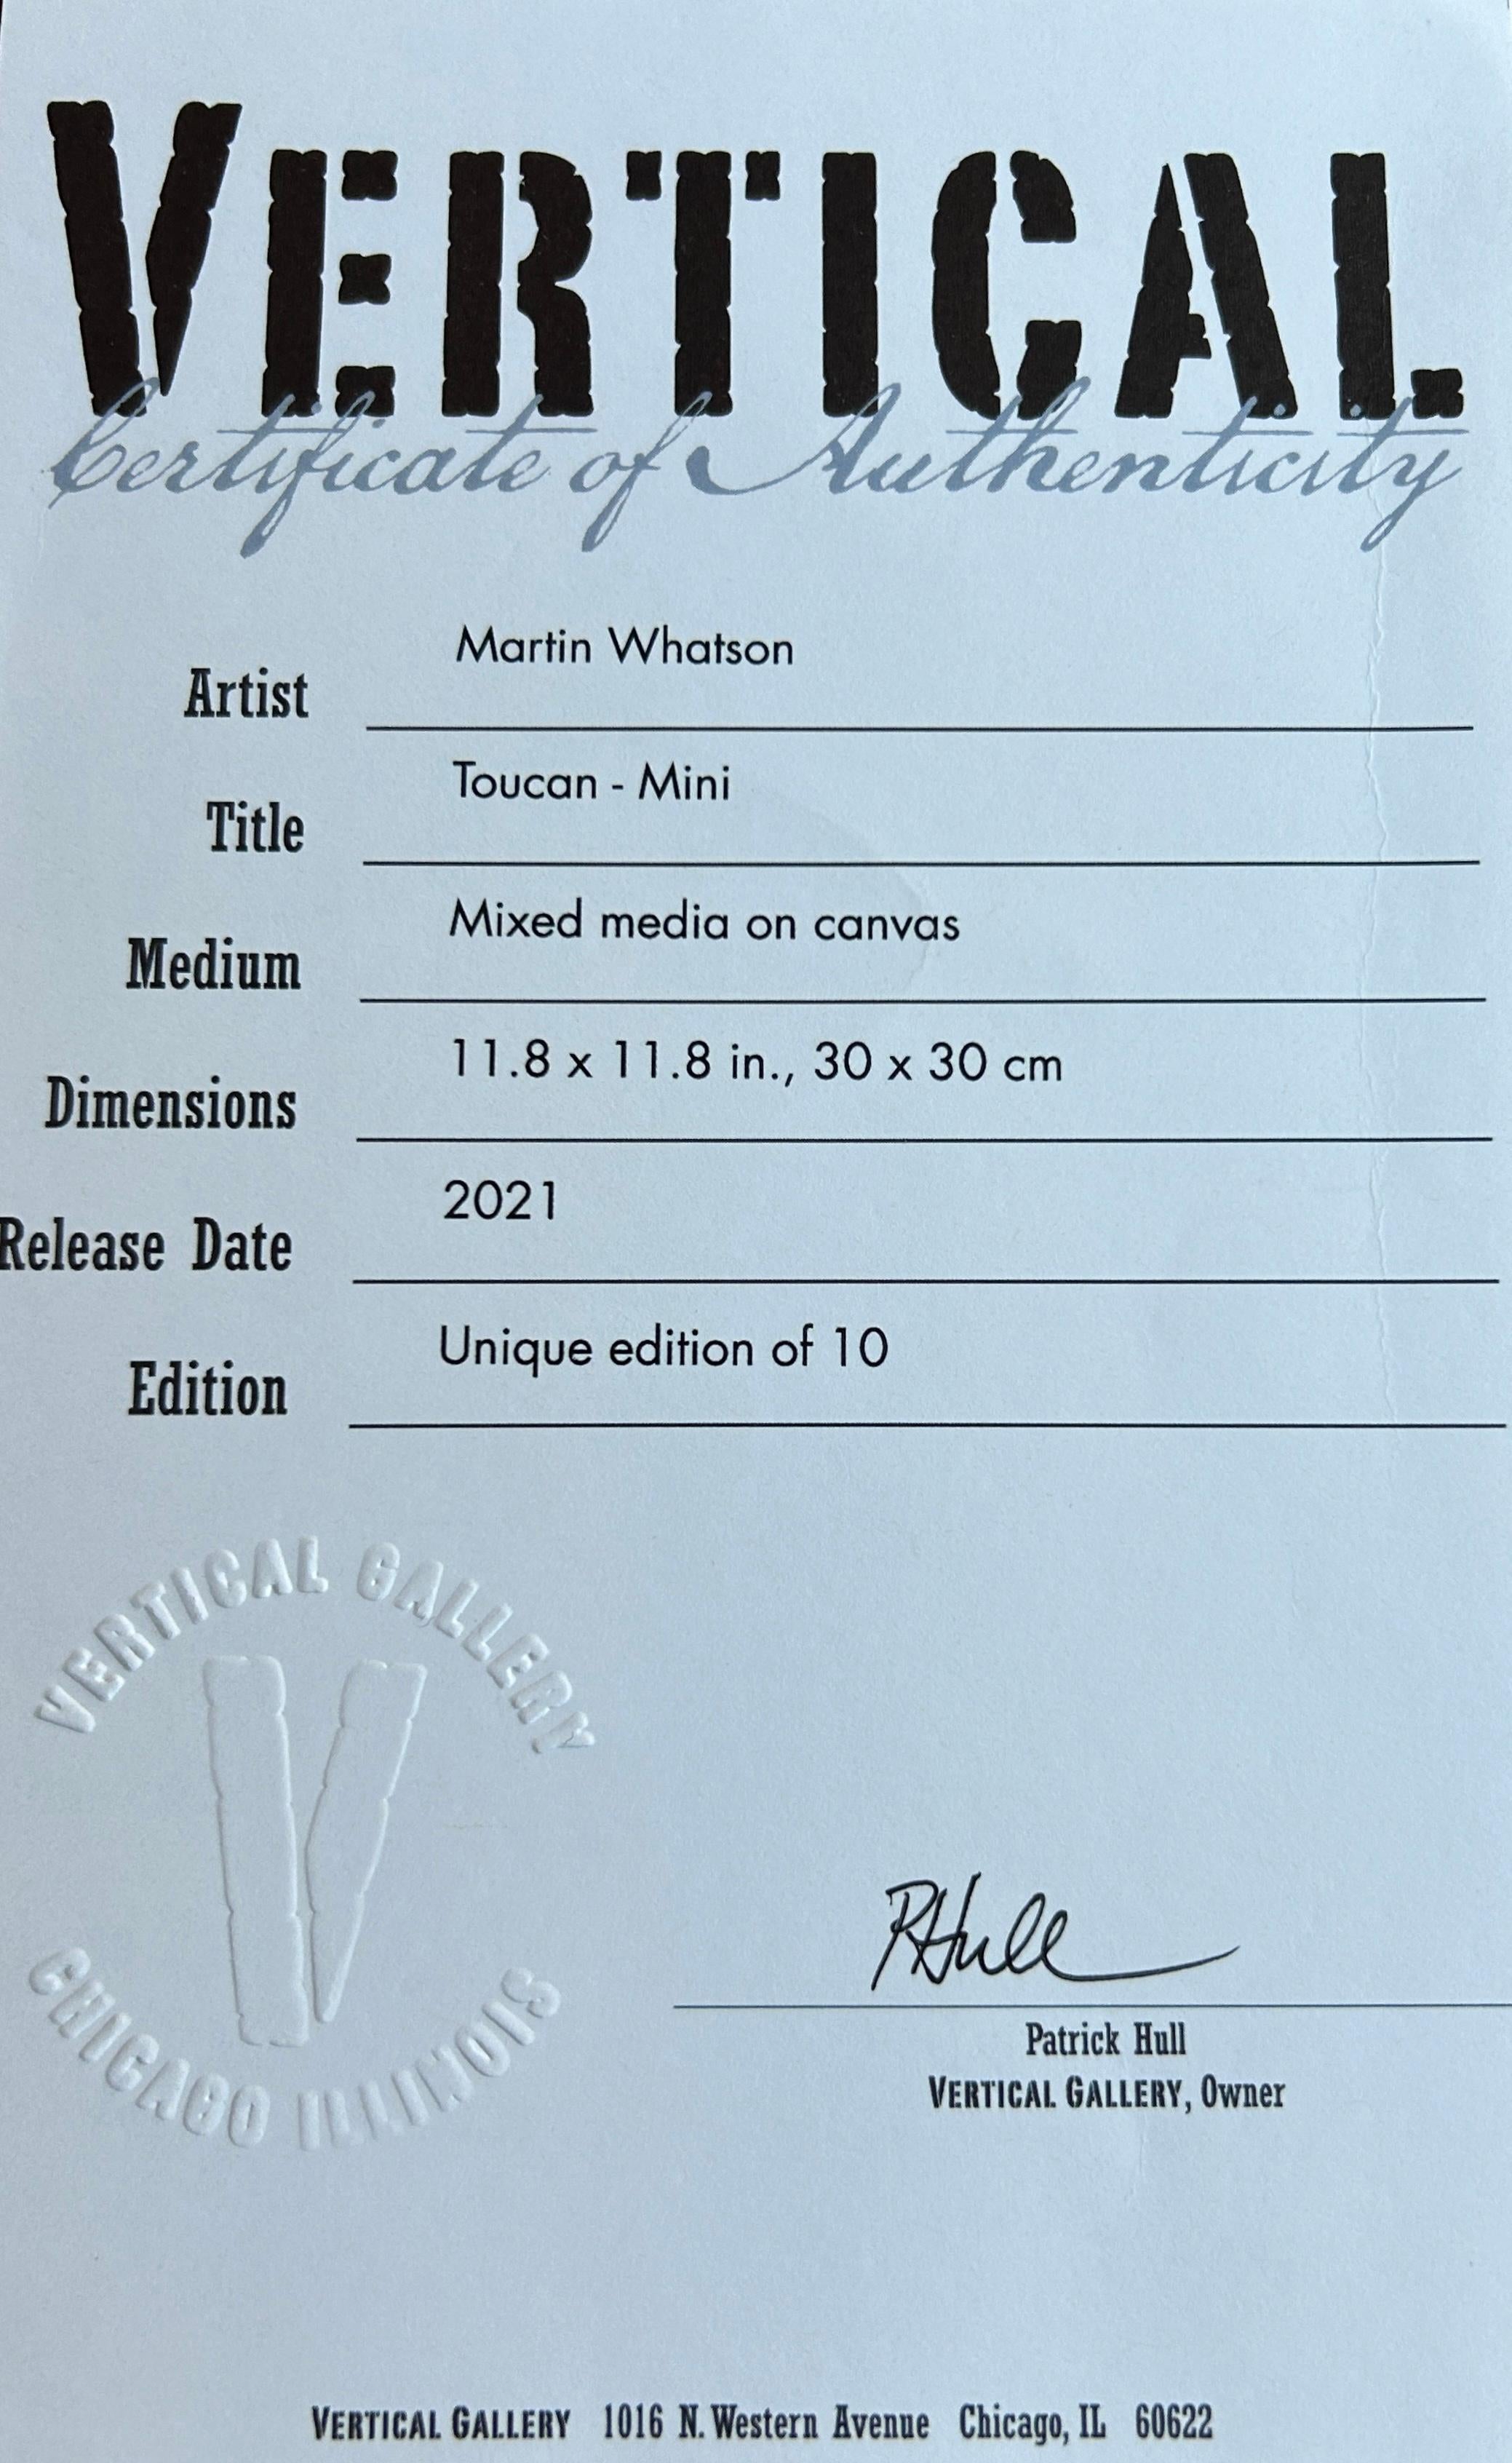 VERTICAL
Certificate of Authenticity
Artist Martin Whatson
Title Toucan - Mini
Medium Mixed media on canvas
Dimensions 11.8 x 11.8 in., 30 x 30 cm
Release Date 2021
Edition Unique edition of 10
VERTICAL GALLERY
V
CHICAGO ILLINOIS
PHull
Patrick Hull
VERTICAL GALLERY, Owner
VERTICAL GALLERY 1016 N. Western Avenue Chicago, IL 60622